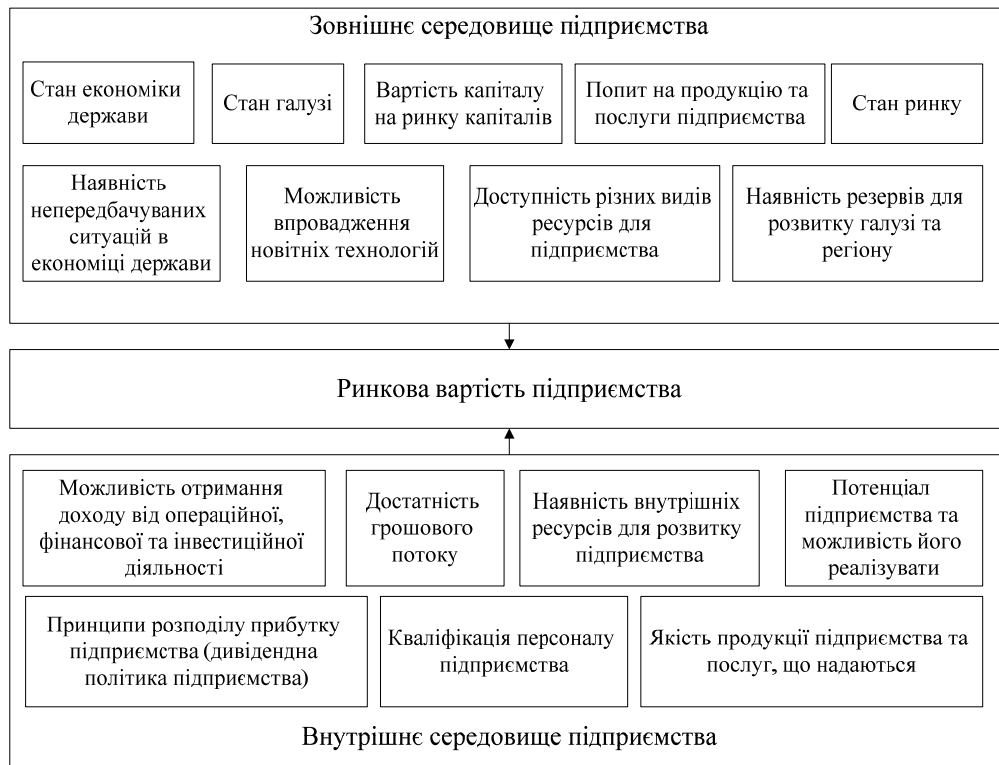 Зовнішнє середовище підприємства
Стан економіки
держави
Стан галузі
Вартість капіталу
на ринку капіталів
Попит на продукцію та
послуги підприємства
Стан ринку
Наявність
непередбачуваних
ситуацій в
економіці держави
Можливість
впровадження
новітніх технологій
Доступність різних видів
ресурсів для
підприємства
Наявність резервів для
розвитку галузі та
регіону
Ринкова вартість підприємства
Можливість отримання
доходу від операційної,
фінансової та інвестиційної
діяльності
Достатність
грошового
потоку
Наявність внутрішніх
ресурсів для розвитку
підприємства
Потенціал
підприємства та
можливість його
реалізувати
Принципи розподілу прибутку
підприємства (дивідендна
політика підприємства)
Кваліфікація персоналу
підприємства
Якість продукції підприємства та
послуг, що надаються
Внутрішнє середовище підприємства